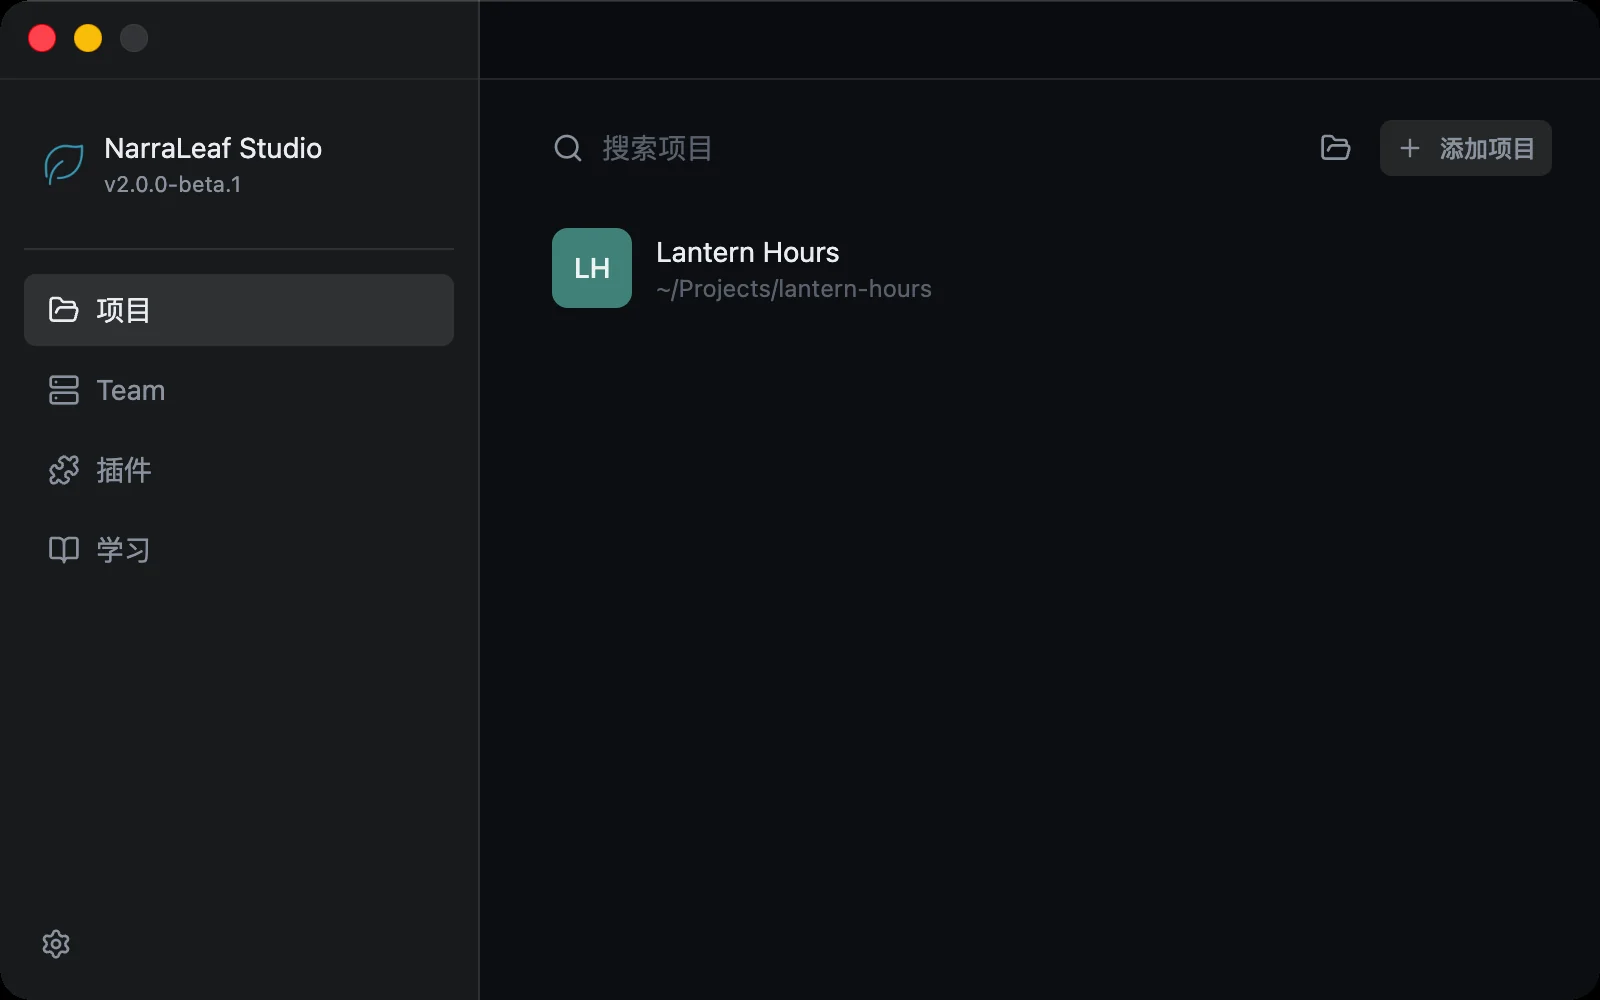 NarraLeaf Studio
v2.0.0-beta.1
项目
Team
插件
学习
搜索项目
添加项目
LH
Lantern Hours
~/Projects/lantern-hours